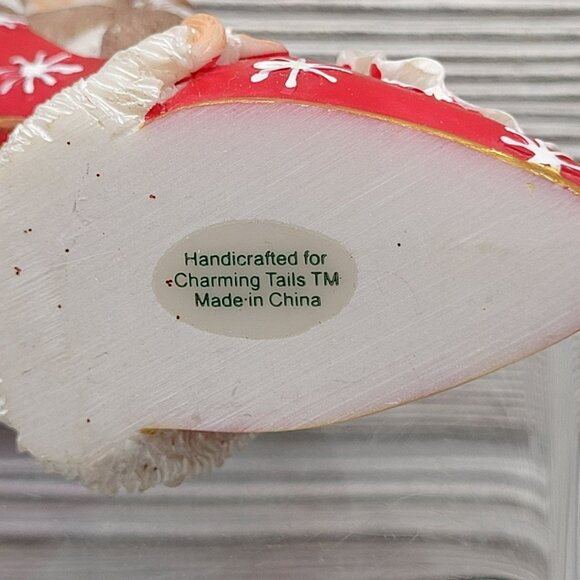 Handicrafted for
Charming Tails TM
Made in China